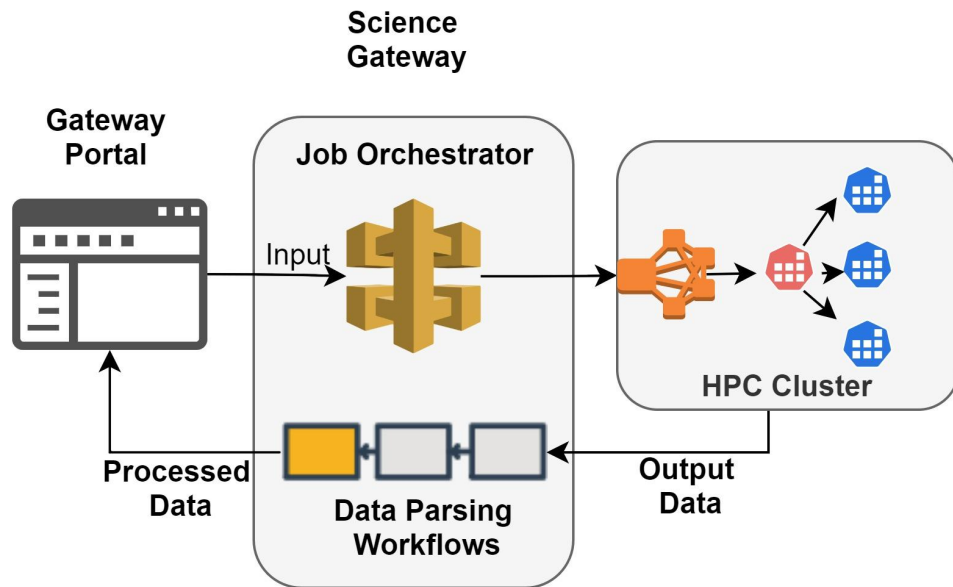 Science
Gateway
Gateway
Portal
Job Orchestrator
Input
HPC Cluster
Processed
Data
Data Parsing
Workflows
Output
Data